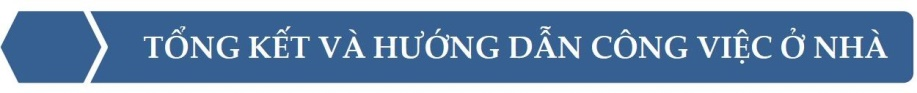 TỔNG KẾT VÀ HƯỚNG DẪN CÔNG VIỆC Ở NHÀ